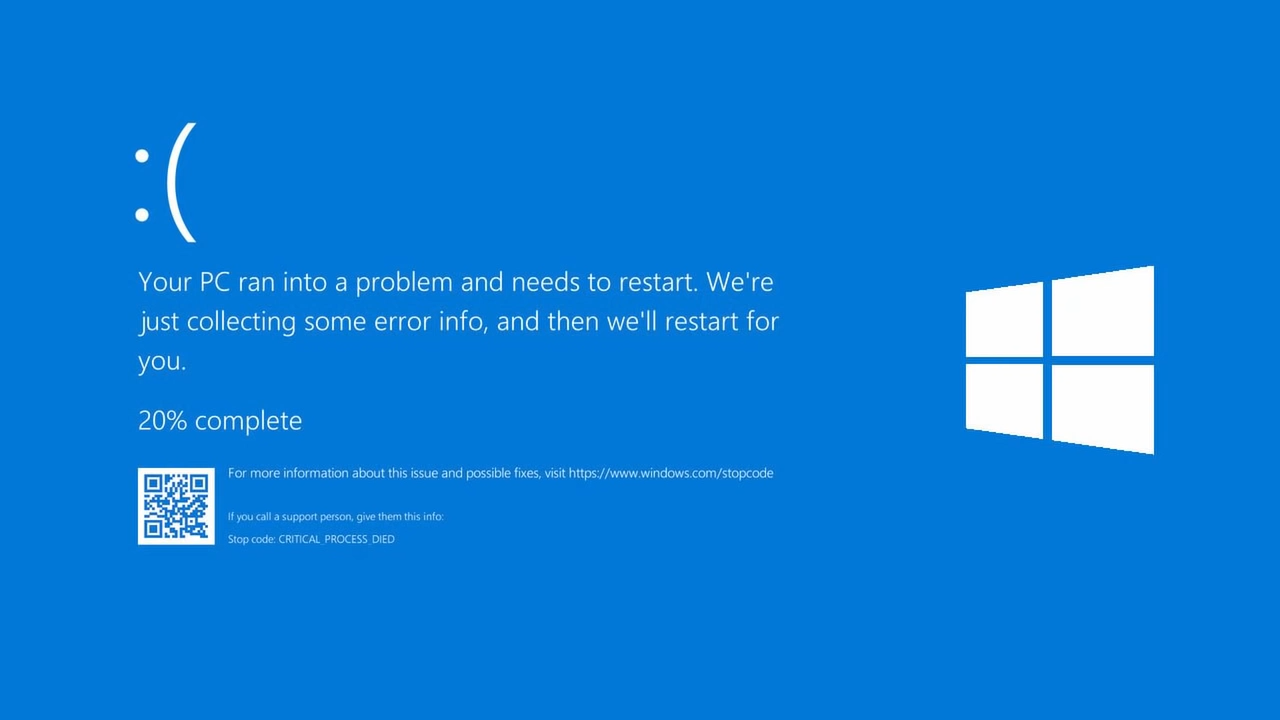 :(
Your PC ran into a problem and needs to restart. We're
just collecting some error info, and then we'll restart for
you.
20% complete
For more information about this issue and possible fixes, visit https://www.windows.com/stopcode
If you call a support person, give them this info:
Stop code: CRITICAL_PROCESS_DIED